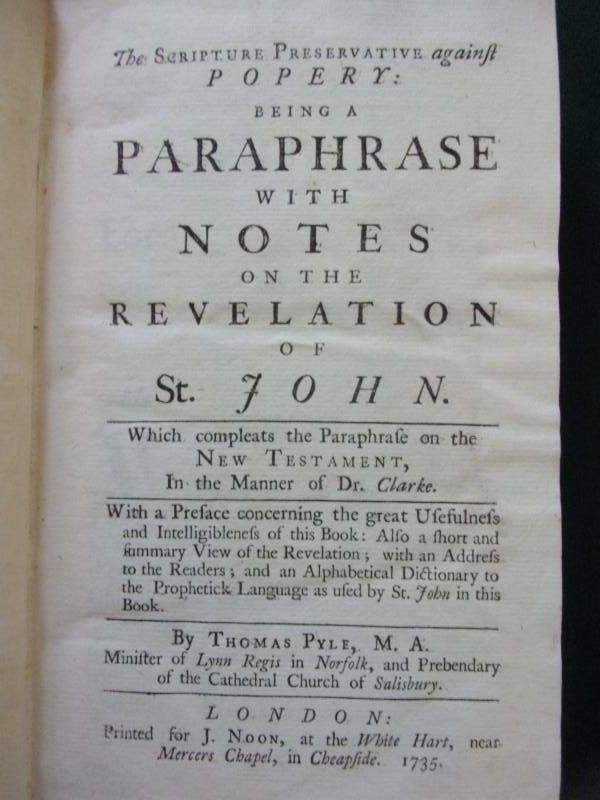 The SCRIPTURE PRESERVATIVE againſt
POPERY:
BEING A
PARAPHRASE
WITH
NOTES
ON THE
REVELATION
OF
St. JOHN.
Which compleats the Paraphraſe on the
NEW TESTAMENT,
In the Manner of Dr. Clarke.
With a Preface concerning the great Uſefulneſs
and Intelligibleneſs of this Book: Alſo a ſhort and
ſummary View of the Revelation; with an Addreſs
to the Readers; and an Alphabetical Dictionary to
the Prophetick Language as uſed by St. John in this
Book.
By THOMAS PYLE, M. A.
Miniſter of Lynn Regis in Norfolk, and Prebendary
of the Cathedral Church of Salisbury.
LONDON:
Printed for J. NOON, at the White Hart, near
Mercers Chapel, in Cheapſide. 1735.